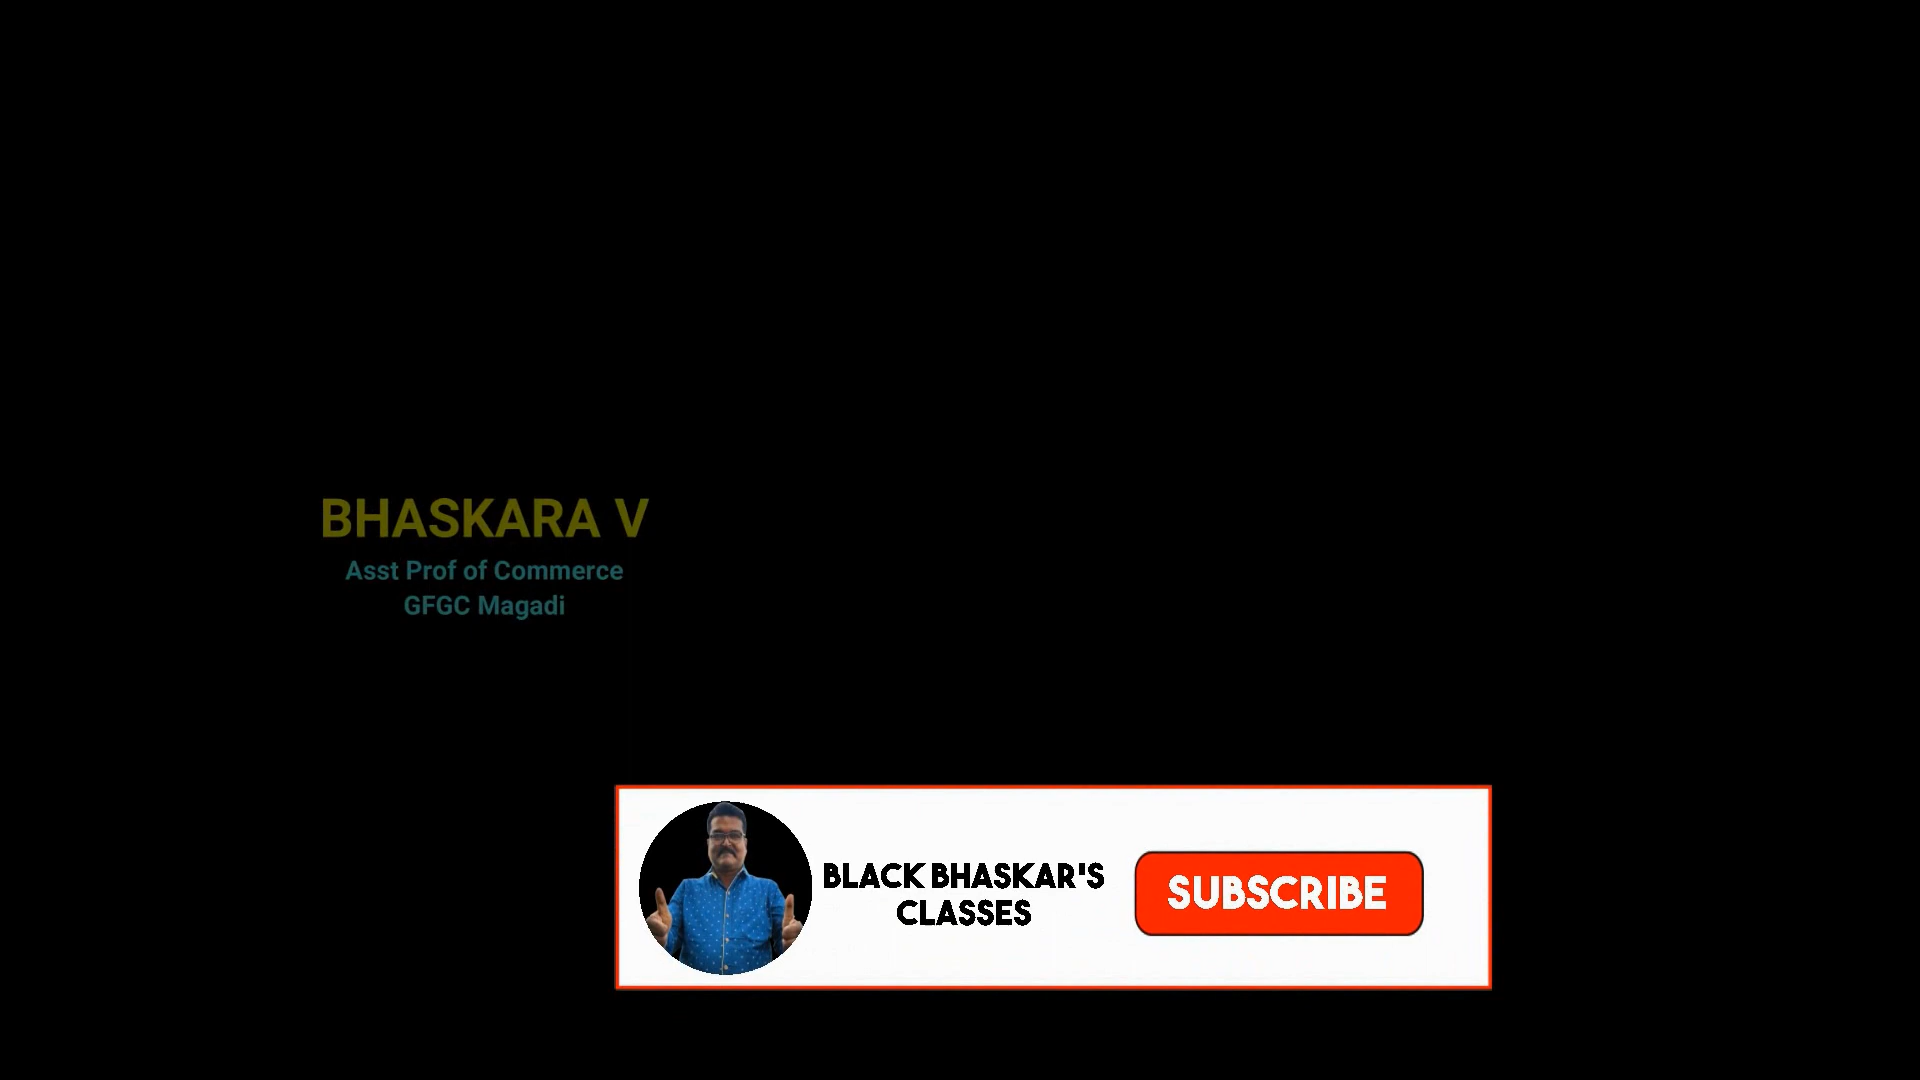 BHASKARA V
Asst Prof of Commerce
GFGC Magadi
BLACK BHASKAR'S
CLASSES
SUBSCRIBE